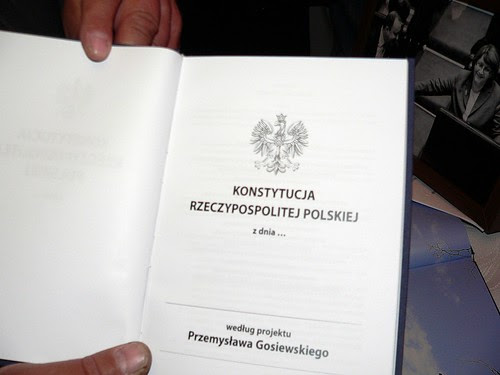 KONSTYTUCJA
RZECZYPOSPOLITEJ POLSKIEJ
z dnia ...
według projektu
Przemysława Gosiewskiego